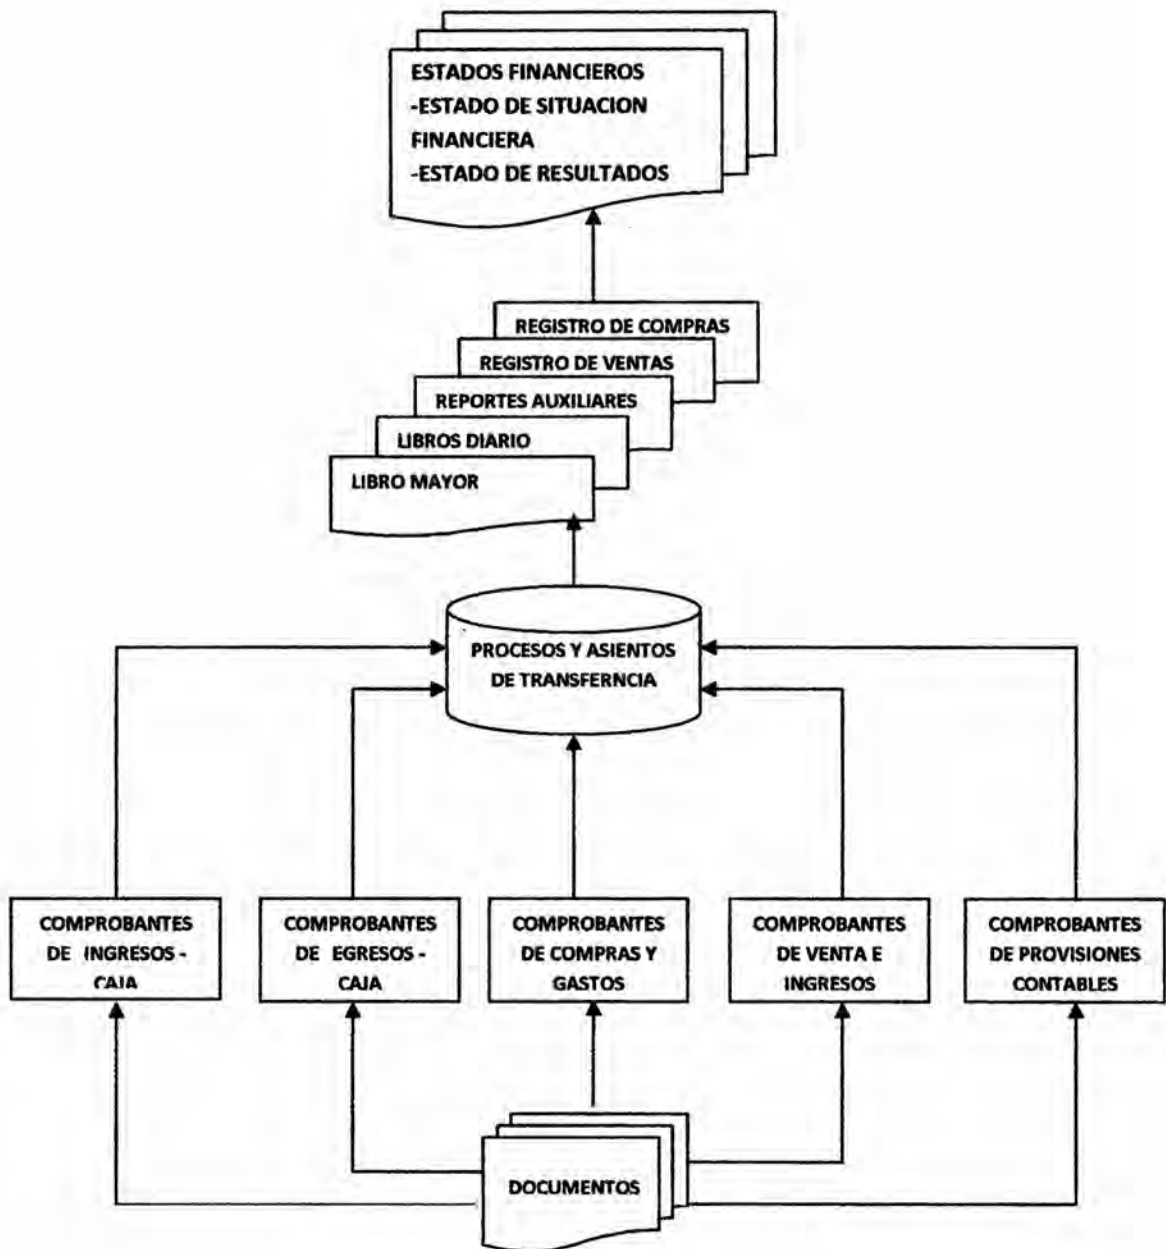 ESTADOS FINANCIEROS
-ESTADO DE SITUACION
FINANCIERA
-ESTADO DE RESULTADOS
REGISTRO DE COMPRAS
REGISTRO DE VENTAS
REPORTES AUXILIARES
LIBROS DIARIO
LIBRO MAYOR
PROCESOS Y ASIENTOS
DE TRANSFERNCIA
COMPROBANTES
DE INGRESOS -
CAJA
COMPROBANTES
DE EGRESOS -
CAJA
COMPROBANTES
DE COMPRAS Y
GASTOS
COMPROBANTES
DE VENTA E
INGRESOS
COMPROBANTES
DE PROVISIONES
CONTABLES
DOCUMENTOS